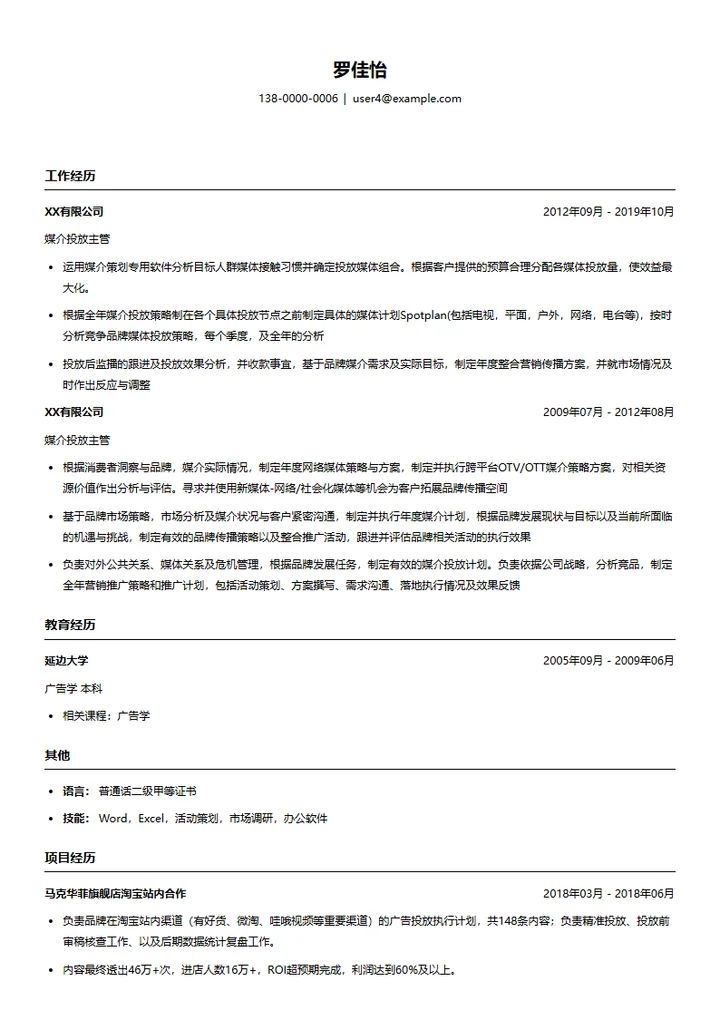 罗佳怡
138-0000-0006 | user4@example.com
工作经历
XX有限公司 2012年09月 - 2019年10月
媒介投放主管
• 运用媒介策划专用软件分析目标人群媒体接触习惯并确定投放媒体组合。根据客户提供的预算合理分配各媒体投放量，使效益最
大化。
• 根据全年媒介投放策略制在各个具体投放节点之前制定具体的媒体计划Spotplan(包括电视，平面，户外，网络，电台等)，按时
分析竞争品牌媒体投放策略，每个季度，及全年的分析
• 投放后监播的跟进及投放效果分析，并收款事宜，基于品牌媒介需求及实际目标，制定年度整合营销传播方案，并就市场情况及
时作出反应与调整
XX有限公司 2009年07月 - 2012年08月
媒介投放主管
• 根据消费者洞察与品牌，媒介实际情况，制定年度网络媒体策略与方案，制定并执行跨平台OTV/OTT媒介策略方案，对相关资
源价值作出分析与评估。寻求并使用新媒体-网络/社会化媒体等机会为客户拓展品牌传播空间
• 基于品牌市场策略，市场分析及媒介状况与客户紧密沟通，制定并执行年度媒介计划，根据品牌发展现状与目标以及当前所面临
的机遇与挑战，制定有效的品牌传播策略以及整合推广活动，跟进并评估品牌相关活动的执行效果
• 负责对外公共关系、媒体关系及危机管理，根据品牌发展任务，制定有效的媒介投放计划。负责依据公司战略，分析竞品，制定
全年营销推广策略和推广计划，包括活动策划、方案撰写、需求沟通、落地执行情况及效果反馈
教育经历
延边大学 2005年09月 - 2009年06月
广告学 本科
• 相关课程：广告学
其他
• 语言： 普通话二级甲等证书
• 技能： Word，Excel，活动策划，市场调研，办公软件
项目经历
马克华菲旗舰店淘宝站内合作 2018年03月 - 2018年06月
• 负责品牌在淘宝站内渠道（有好货、微淘、哇哦视频等重要渠道）的广告投放执行计划，共148条内容；负责精准投放、投放前
审稿核查工作、以及后期数据统计复盘工作。
• 内容最终透出46万+次，进店人数16万+，ROI超预期完成，利润达到60%及以上。